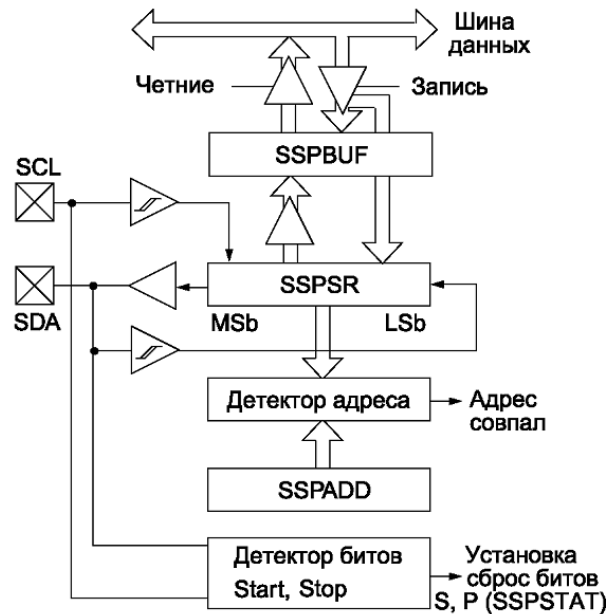 Шина
данных
Четние
Запись
SSPBUF
SCL
SSPSR
SDA
MSb
LSb
Детектор адреса
Адрес
совпал
SSPADD
Детектор битов
Start, Stop
Установка
сброс битов
S, P (SSPSTAT)